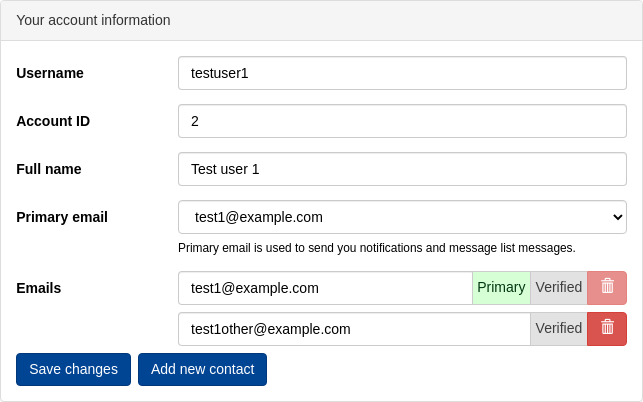 Your account information
Username testuser1
Account ID 2
Full name Test user 1
Primary email test1@example.com
Primary email is used to send you notifications and message list messages.
Emails test1@example.com Primary Verified
test1other@example.com Verified
Save changes Add new contact